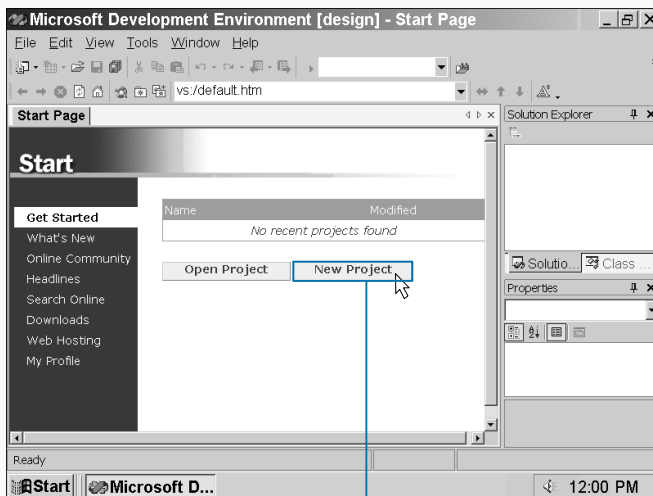 Microsoft Development Environment [design] - Start Page
File Edit View Tools Window Help
vs:/default.htm
Start Page
Solution Explorer
Start
Get Started
What's New
Online Community
Headlines
Search Online
Downloads
Web Hosting
My Profile
Name Modified
No recent projects found
Open Project New Project
Solutio... Class ...
Properties
Ready
Start Microsoft D... 12:00 PM